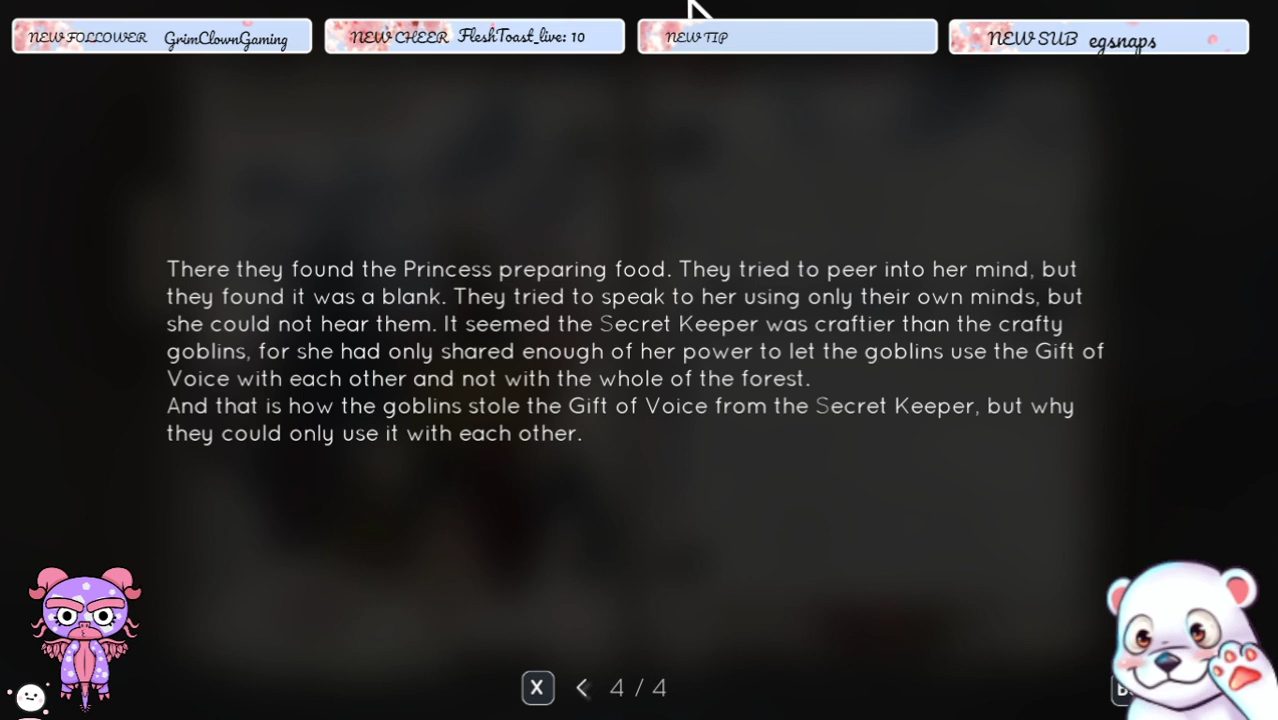 NEW FOLLOWER GrimClownGaming
NEW CHEER FleshToast_live: 10
NEW TIP
NEW SUB egsnaps
There they found the Princess preparing food. They tried to peer into her mind, but
they found it was a blank. They tried to speak to her using only their own minds, but
she could not hear them. It seemed the Secret Keeper was craftier than the crafty
goblins, for she had only shared enough of her power to let the goblins use the Gift of
Voice with each other and not with the whole of the forest.
And that is how the goblins stole the Gift of Voice from the Secret Keeper, but why
they could only use it with each other.
X < 4 / 4